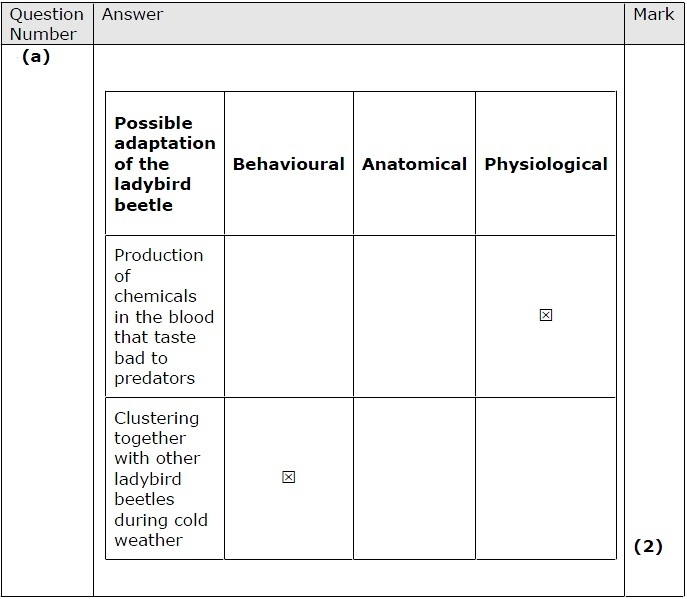 Question Number
Answer
Mark
(a)
Possible
adaptation
of the
ladybird
beetle
Behavioural
Anatomical
Physiological
Production
of
chemicals
in the blood
that taste
bad to
predators
☒
Clustering
together
with other
ladybird
beetles
during cold
weather
☒
(2)